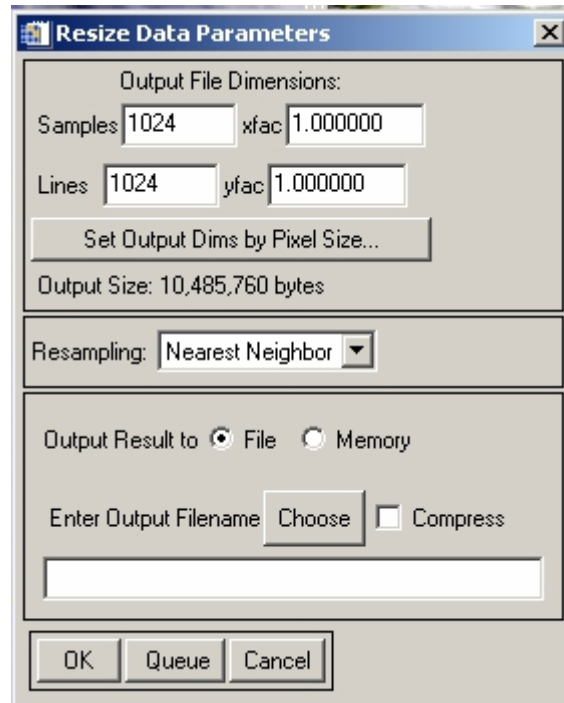 Resize Data Parameters
Output File Dimensions:
Samples 1024 xfac 1.000000
Lines 1024 yfac 1.000000
Set Output Dims by Pixel Size...
Output Size: 10,485,760 bytes
Resampling: Nearest Neighbor
Output Result to File Memory
Enter Output Filename Choose Compress
OK Queue Cancel